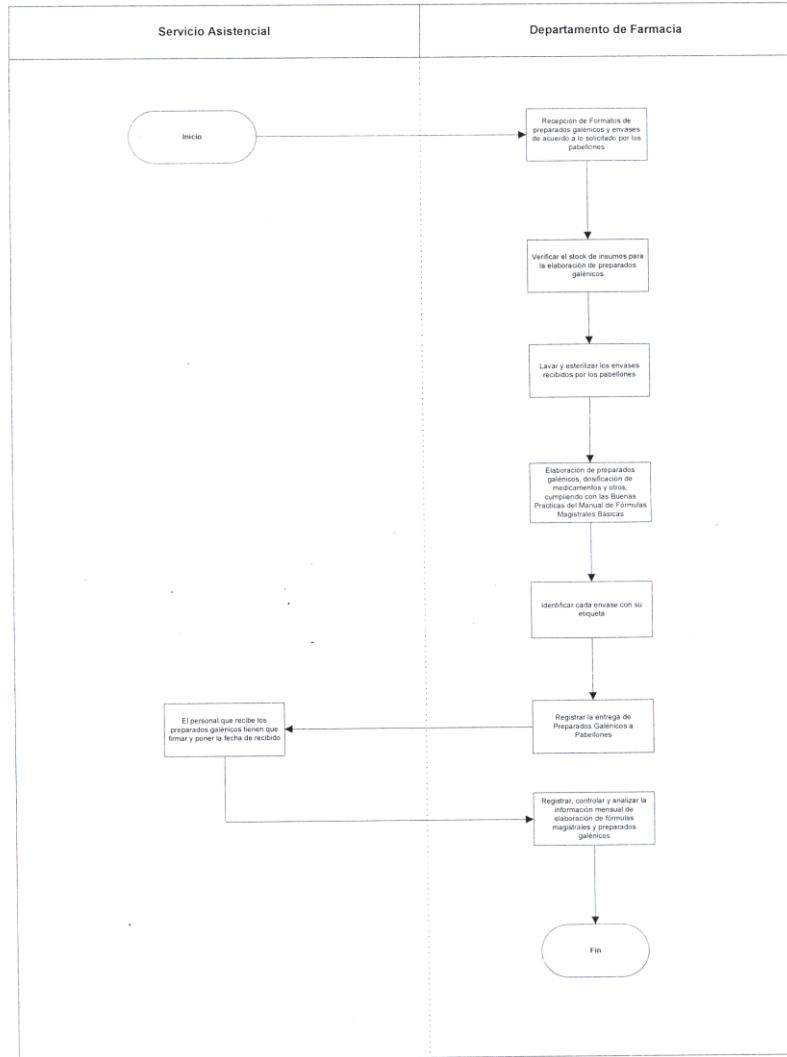 Servicio Asistencial
Departamento de Farmacia
Inicio
Recepción de Formatos de
preparados galénicos y envases
de acuerdo a lo solicitado por los
pabellones
Verificar el stock de insumos para
la elaboración de preparados
galénicos
Lavar y esterilizar los envases
recibidos por los pabellones
Elaboración de preparados
galénicos, dosificación de
medicamentos y otros,
cumpliendo con las Buenas
Practicas del Manual de Fórmulas
Magistrales Básicas
Identificar cada envase con su
etiqueta
Registrar la entrega de
Preparados Galénicos a
Pabellones
El personal que recibe los
preparados galénicos tienen que
firmar y poner la fecha de recibido
Registrar, controlar y analizar la
información mensual de
elaboración de fórmulas
magistrales y preparados
galénicos
Fin